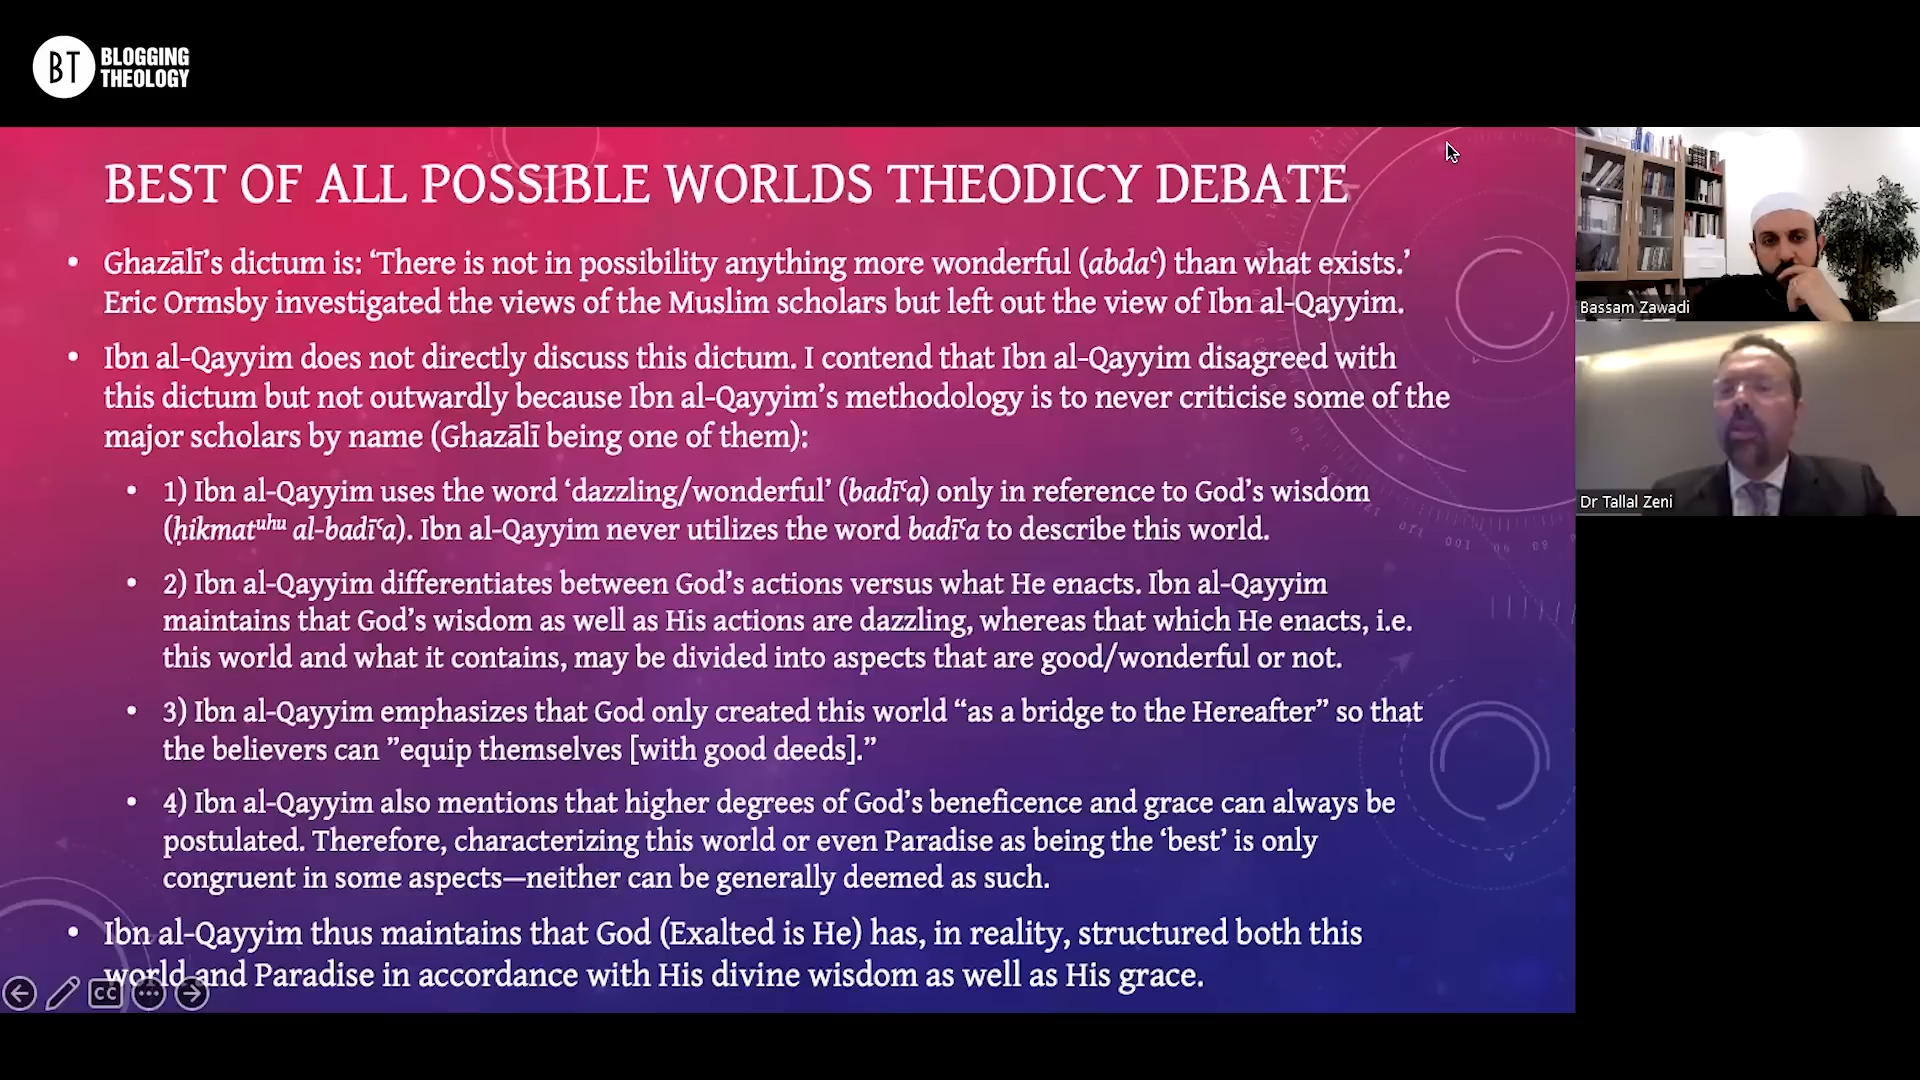 BT BLOGGING
THEOLOGY
BEST OF ALL POSSIBLE WORLDS THEODICY DEBATE
• Ghazālī’s dictum is: ‘There is not in possibility anything more wonderful (abdaʿ) than what exists.’
Eric Ormsby investigated the views of the Muslim scholars but left out the view of Ibn al-Qayyim.
• Ibn al-Qayyim does not directly discuss this dictum. I contend that Ibn al-Qayyim disagreed with
this dictum but not outwardly because Ibn al-Qayyim’s methodology is to never criticise some of the
major scholars by name (Ghazālī being one of them):
• 1) Ibn al-Qayyim uses the word ‘dazzling/wonderful’ (badīʿa) only in reference to God’s wisdom
(ḥikmatuhu al-badīʿa). Ibn al-Qayyim never utilizes the word badīʿa to describe this world.
• 2) Ibn al-Qayyim differentiates between God’s actions versus what He enacts. Ibn al-Qayyim
maintains that God’s wisdom as well as His actions are dazzling, whereas that which He enacts, i.e.
this world and what it contains, may be divided into aspects that are good/wonderful or not.
• 3) Ibn al-Qayyim emphasizes that God only created this world “as a bridge to the Hereafter” so that
the believers can ”equip themselves [with good deeds].”
• 4) Ibn al-Qayyim also mentions that higher degrees of God’s beneficence and grace can always be
postulated. Therefore, characterizing this world or even Paradise as being the ‘best’ is only
congruent in some aspects—neither can be generally deemed as such.
• Ibn al-Qayyim thus maintains that God (Exalted is He) has, in reality, structured both this
world and Paradise in accordance with His divine wisdom as well as His grace.
CC
Bassam Zawadi
Dr Tallal Zeni